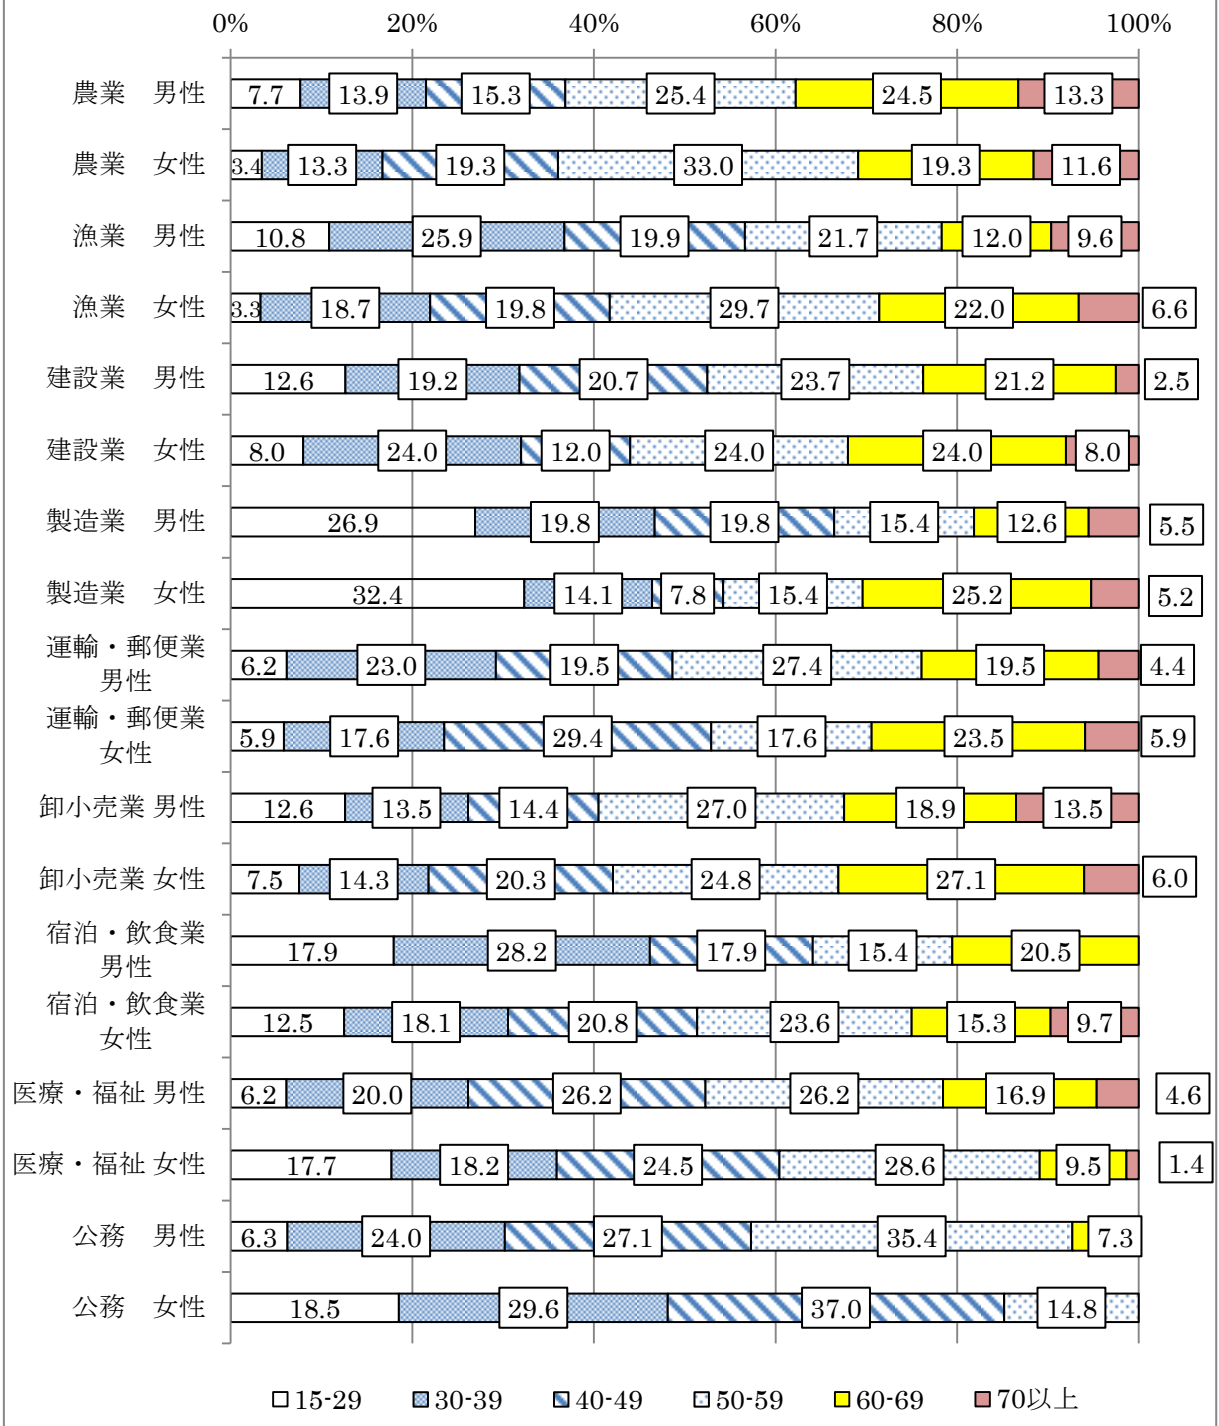 0% 20% 40% 60% 80% 100%
農業　男性 7.7 13.9 15.3 25.4 24.5 13.3
農業　女性 3.4 13.3 19.3 33.0 19.3 11.6
漁業　男性 10.8 25.9 19.9 21.7 12.0 9.6
漁業　女性 3.3 18.7 19.8 29.7 22.0 6.6
建設業　男性 12.6 19.2 20.7 23.7 21.2 2.5
建設業　女性 8.0 24.0 12.0 24.0 24.0 8.0
製造業　男性 26.9 19.8 19.8 15.4 12.6 5.5
製造業　女性 32.4 14.1 7.8 15.4 25.2 5.2
運輸・郵便業
男性 6.2 23.0 19.5 27.4 19.5 4.4
運輸・郵便業
女性 5.9 17.6 29.4 17.6 23.5 5.9
卸小売業 男性 12.6 13.5 14.4 27.0 18.9 13.5
卸小売業 女性 7.5 14.3 20.3 24.8 27.1 6.0
宿泊・飲食業
男性 17.9 28.2 17.9 15.4 20.5
宿泊・飲食業
女性 12.5 18.1 20.8 23.6 15.3 9.7
医療・福祉 男性 6.2 20.0 26.2 26.2 16.9 4.6
医療・福祉 女性 17.7 18.2 24.5 28.6 9.5 1.4
公務　男性 6.3 24.0 27.1 35.4 7.3
公務　女性 18.5 29.6 37.0 14.8
15-29 30-39 40-49 50-59 60-69 70以上